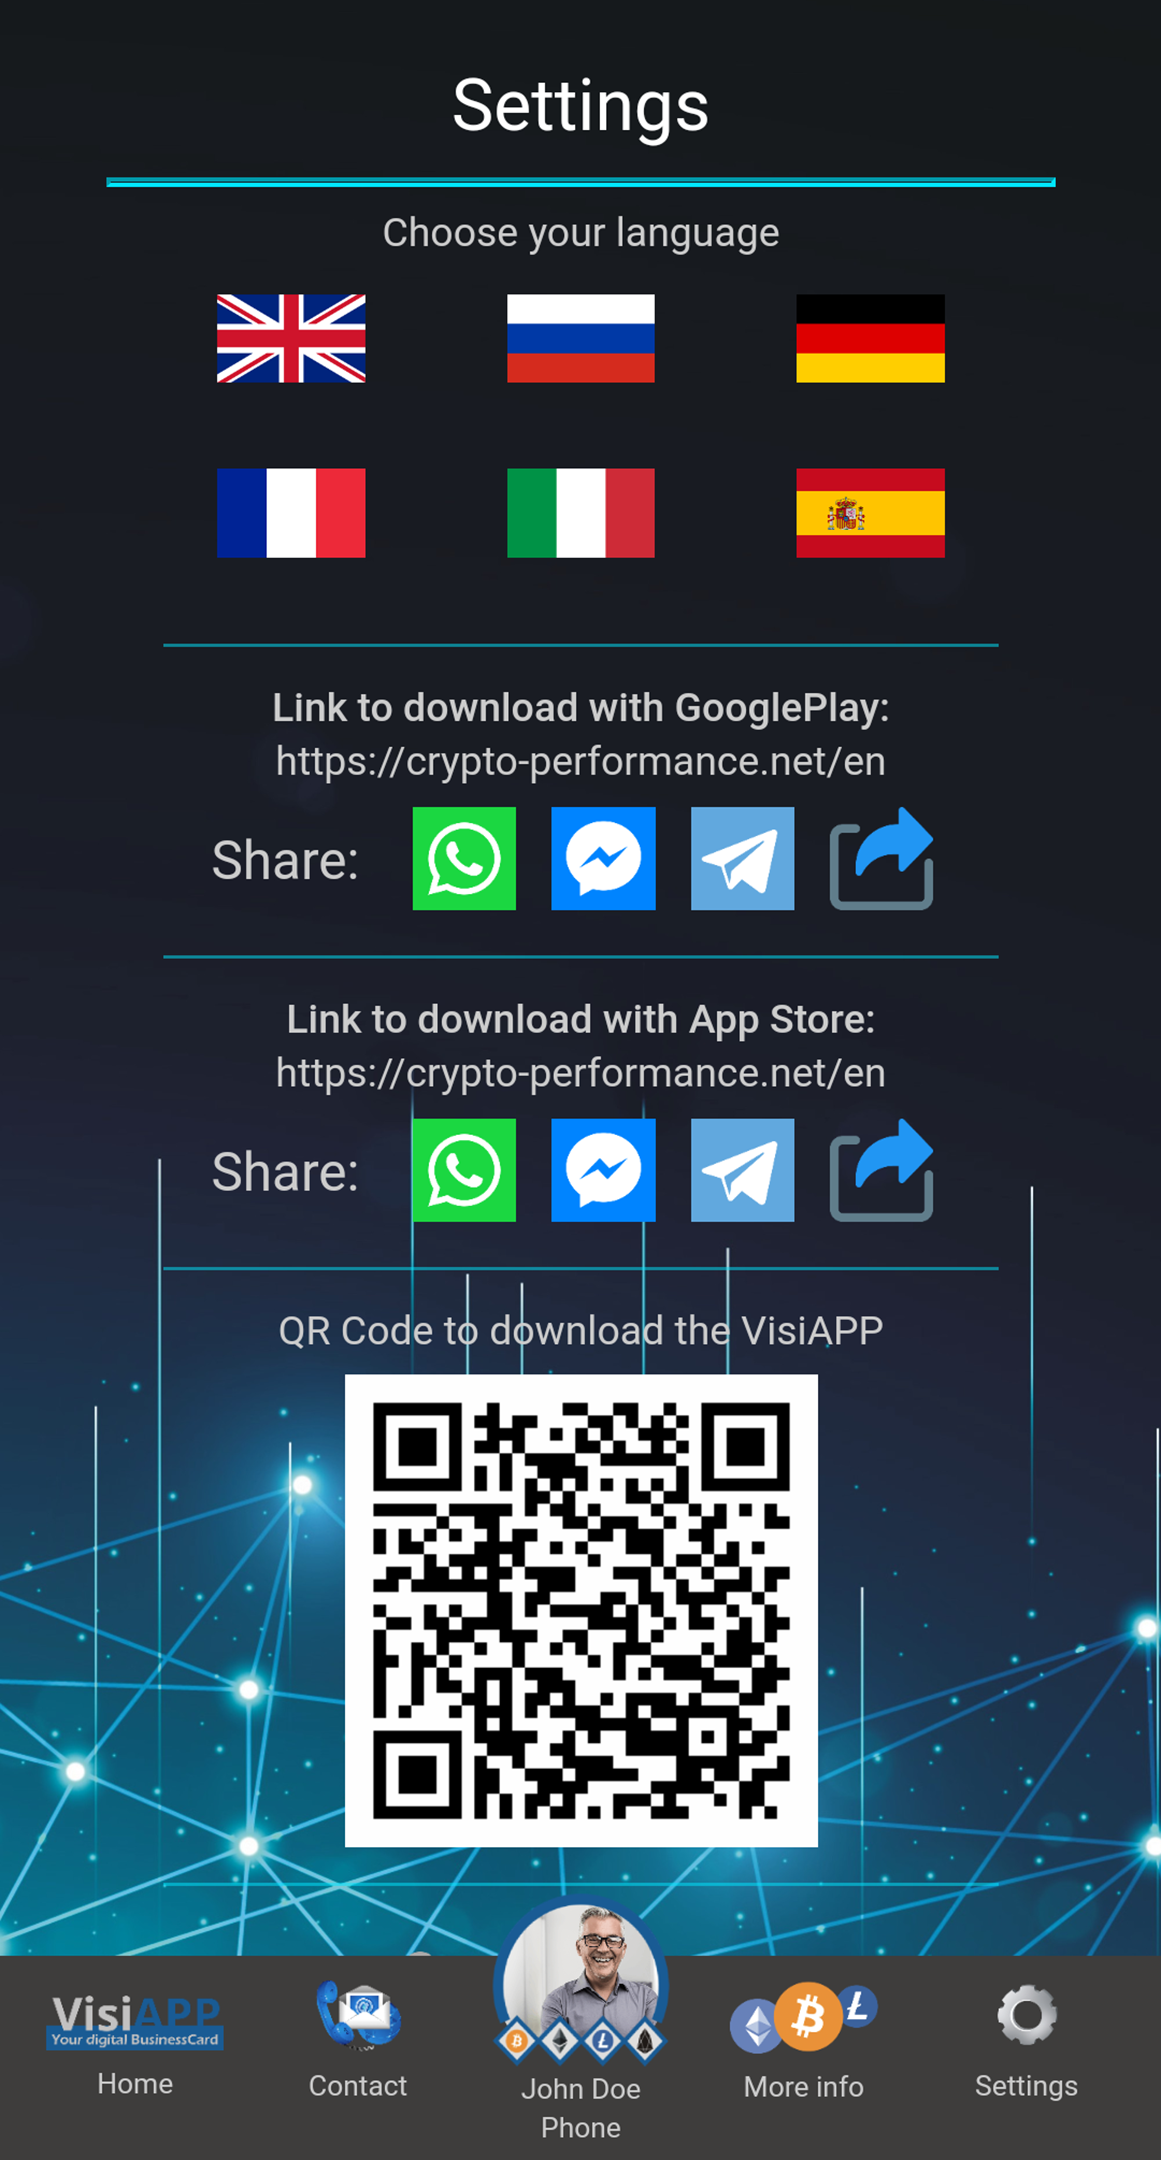 Settings
Choose your language
Link to download with GooglePlay:
https://crypto-performance.net/en
Share:
Link to download with App Store:
https://crypto-performance.net/en
Share:
QR Code to download the VisiAPP
VisiAPP
Your digital BusinessCard
Home
Contact
John Doe
Phone
More info
Settings